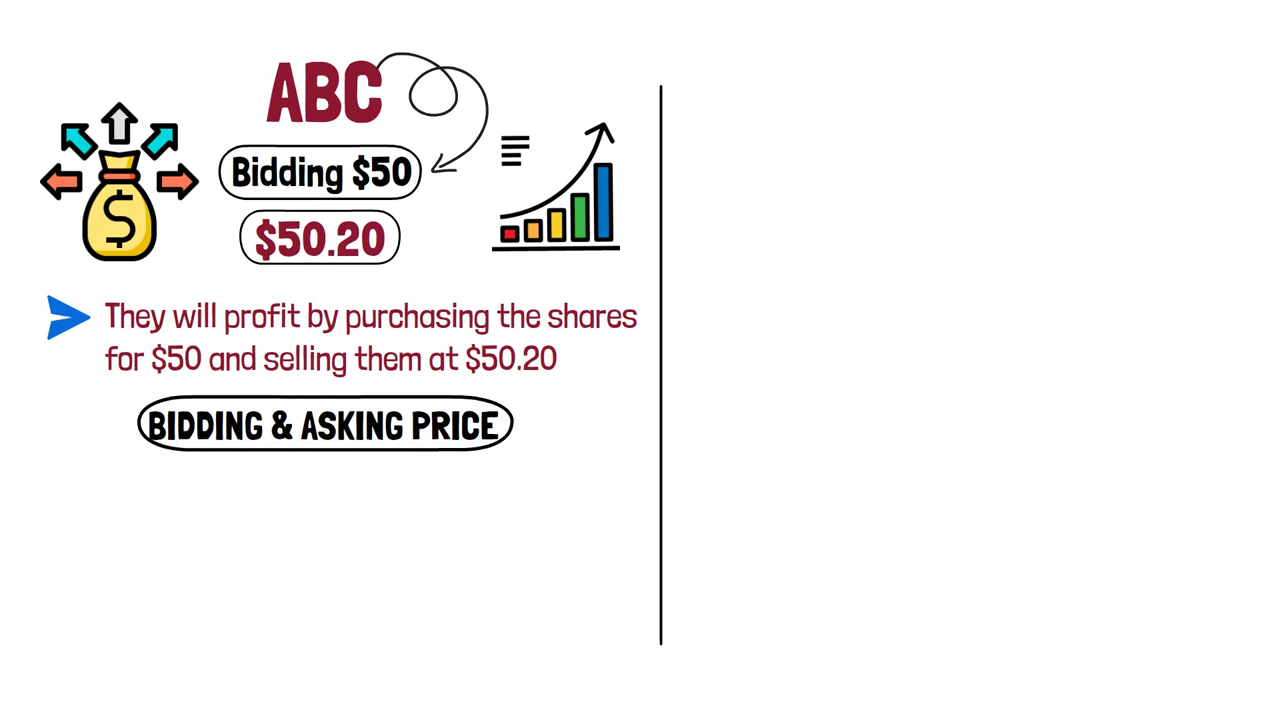 ABC
Bidding $50
$50.20
They will profit by purchasing the shares
for $50 and selling them at $50.20
BIDDING & ASKING PRICE